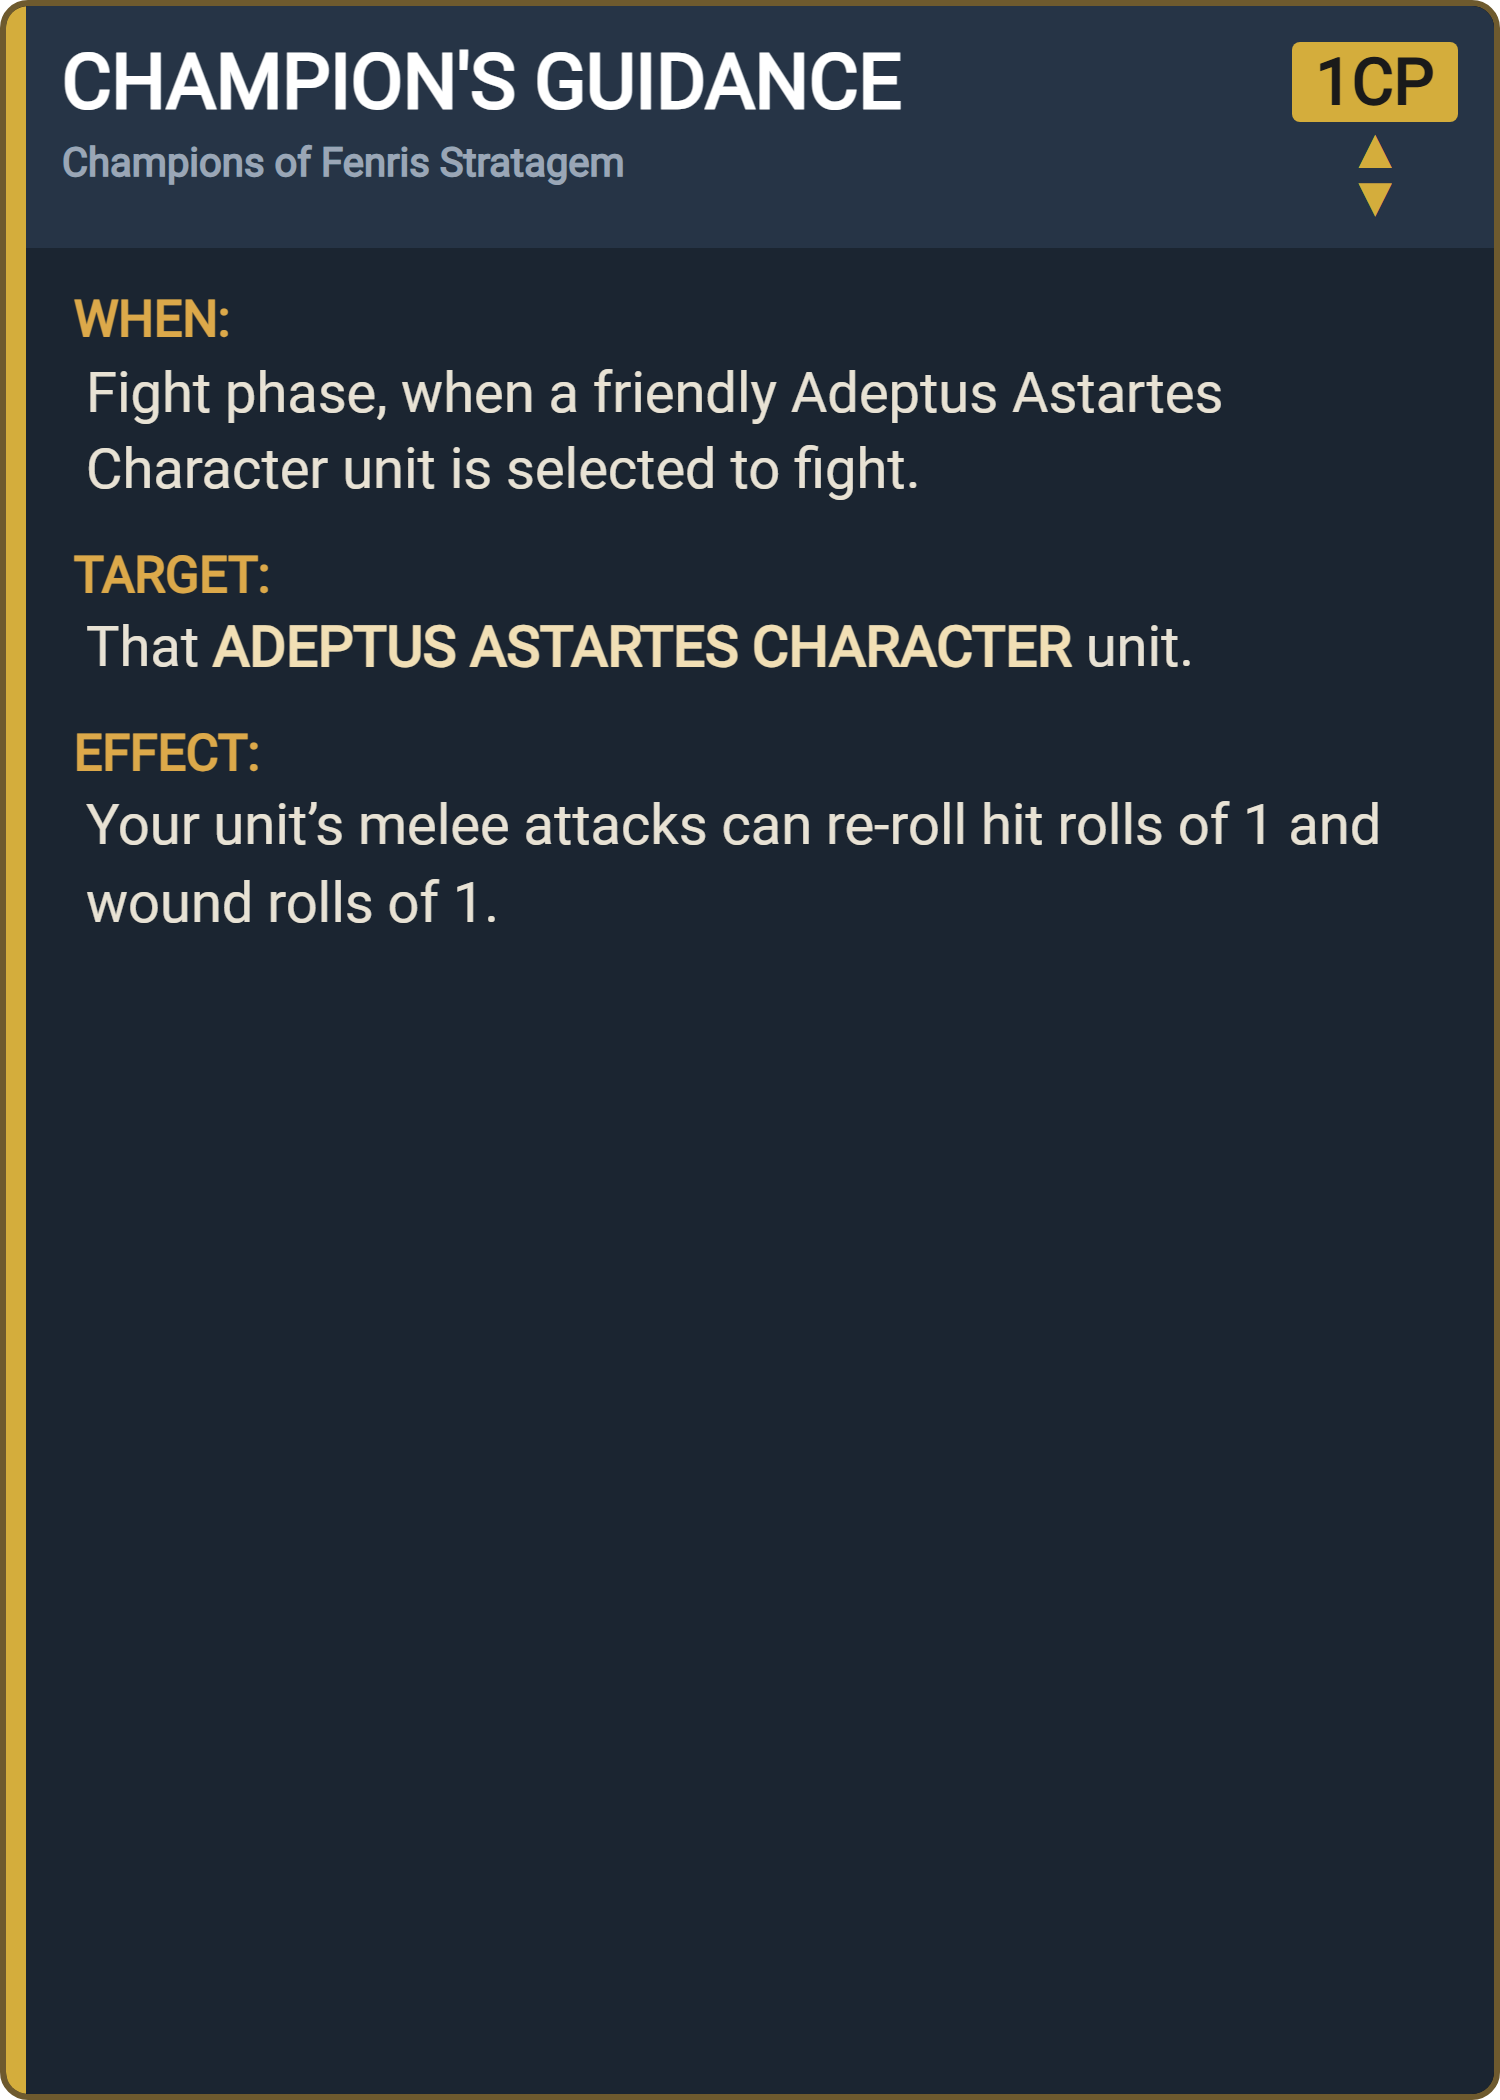 CHAMPION'S GUIDANCE
1CP
Champions of Fenris Stratagem
▲
▼
WHEN:
Fight phase, when a friendly Adeptus Astartes
Character unit is selected to fight.
TARGET:
That ADEPTUS ASTARTES CHARACTER unit.
EFFECT:
Your unit’s melee attacks can re-roll hit rolls of 1 and
wound rolls of 1.